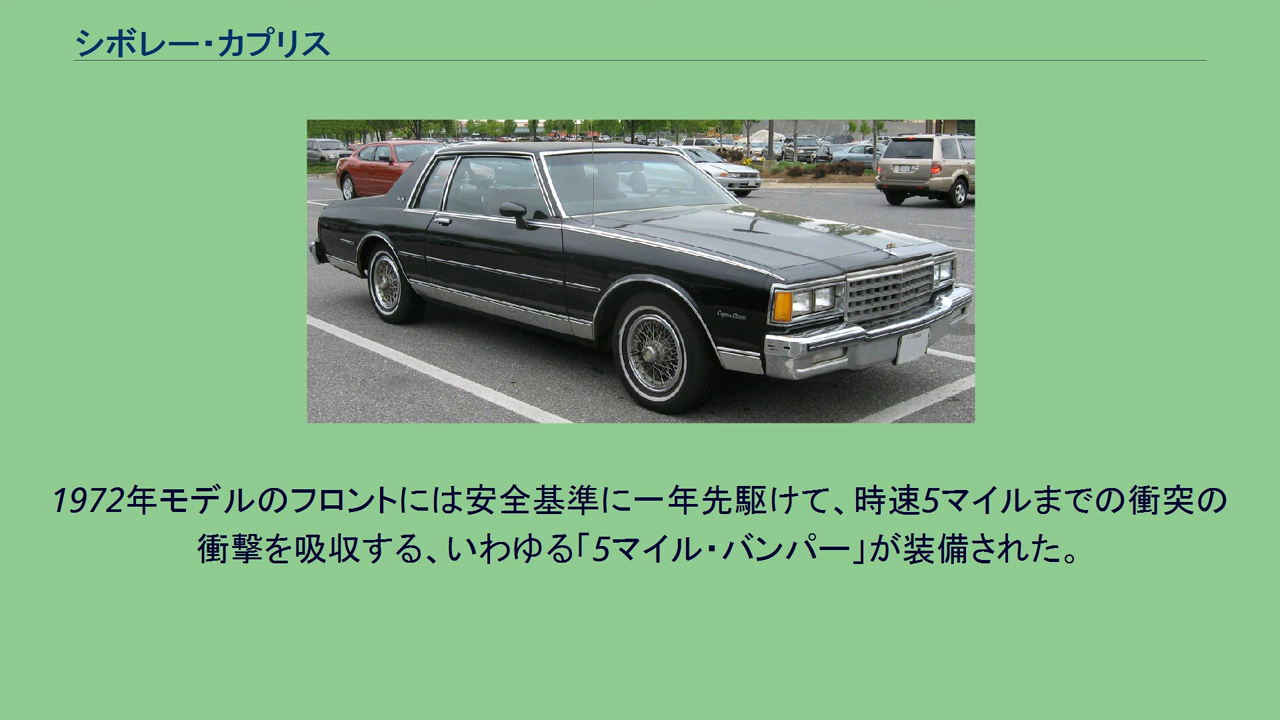 シボレー・カプリス
1972年モデルのフロントには安全基準に一年先駆けて、時速5マイルまでの衝突の
衝撃を吸収する、いわゆる「5マイル・バンパー」が装備された。
Caprice Classic